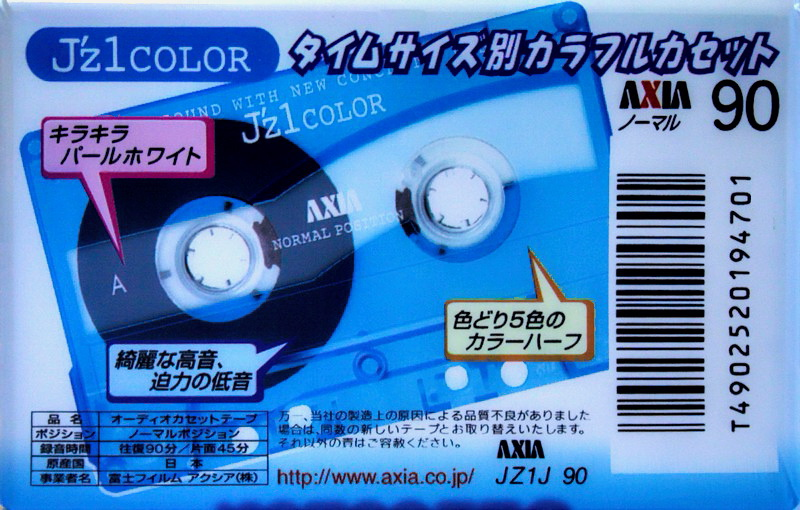 J'z1COLOR
タイムサイズ別カラフルカセット
AXIA
ノーマル
90
SOUND WITH NEW CONC
J'z1COLOR
キラキラ
パールホワイト
AXIA
NORMAL POSITION
A
色どり5色の
カラーハーフ
綺麗な高音、
迫力の低音
T4902520194701
品名 オーディオカセットテープ
ポジション ノーマルポジション
録音時間 往復90分/片面45分
原産国 日本
事業者名 富士フイルム アクシア(株)
万一、当社の製造上の原因による品質不良がありました
場合は、同数の新しいテープとお取り替えいたします。
それ以外の責はご容赦ください。
http://www.axia.co.jp/
AXIA
JZ1J 90